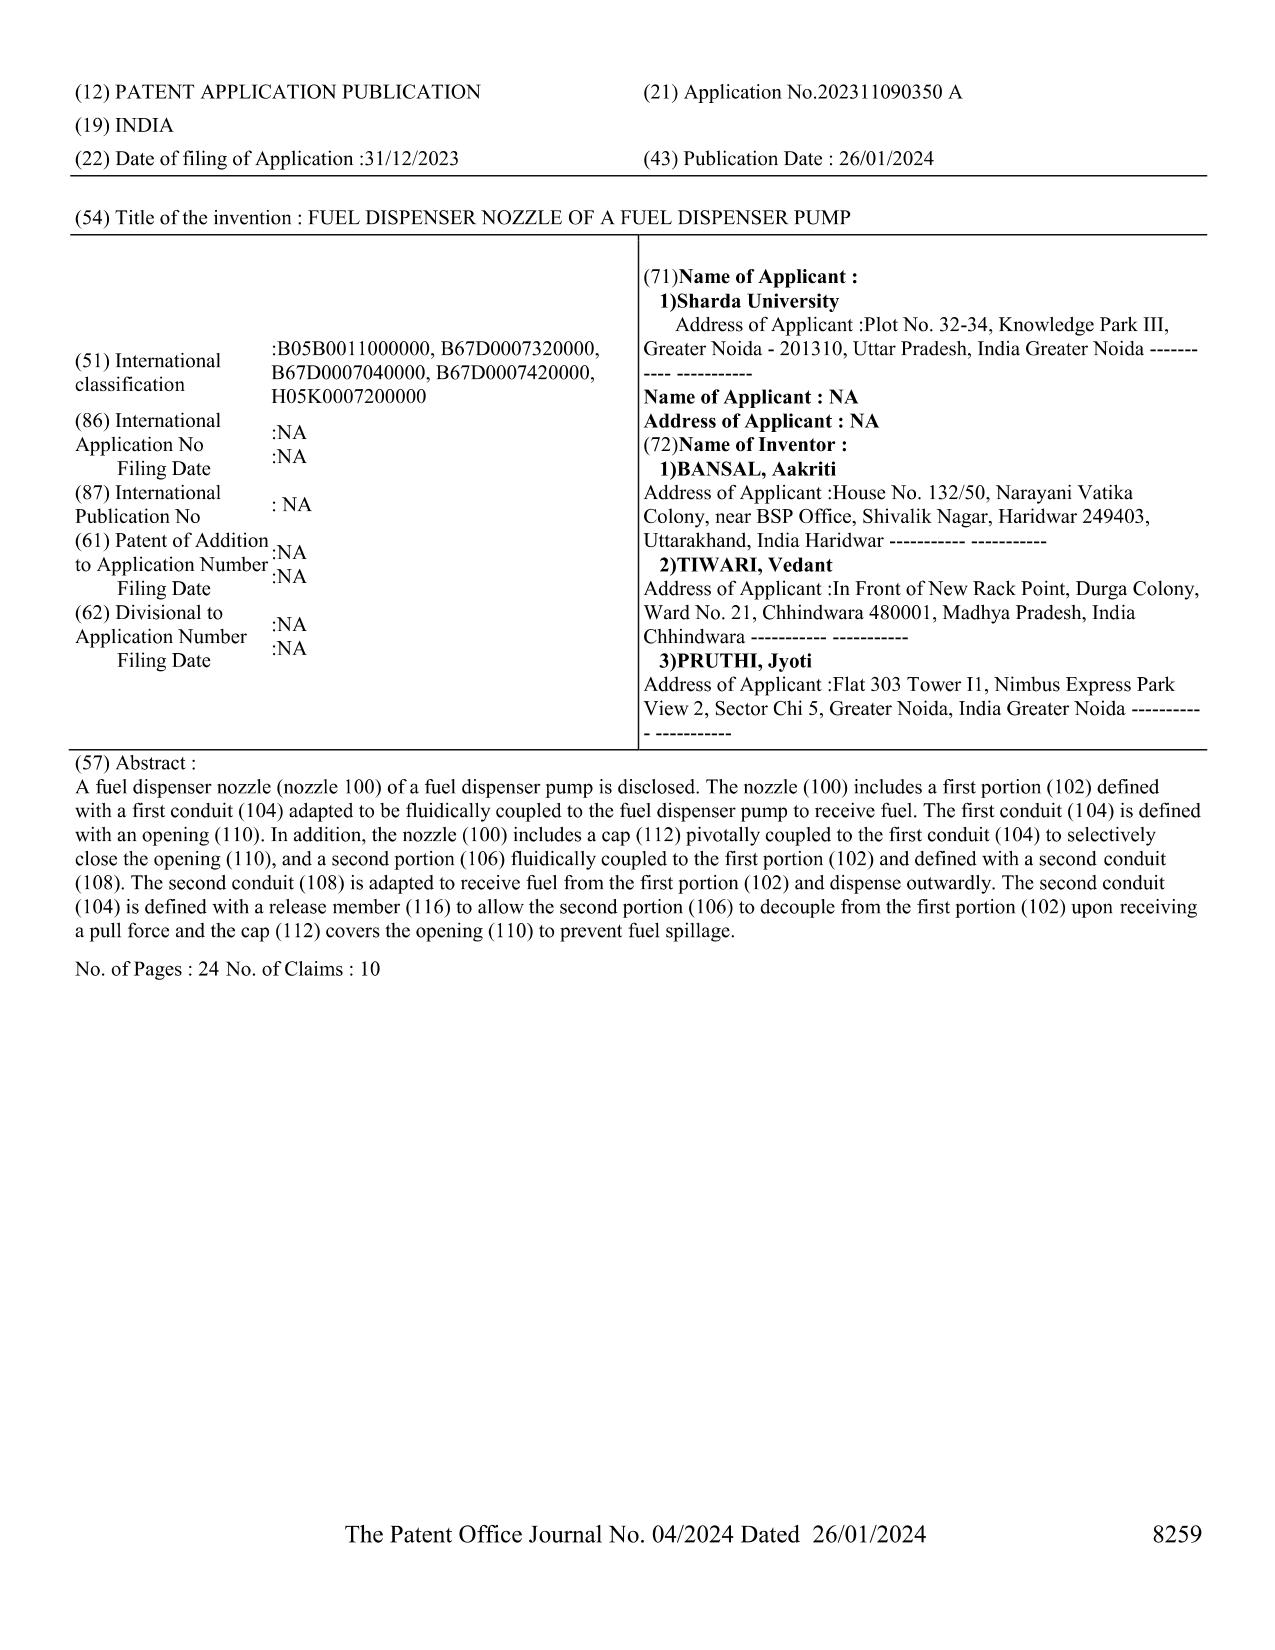 (12) PATENT APPLICATION PUBLICATION
(21) Application No.202311090350 A
(19) INDIA
(22) Date of filing of Application :31/12/2023
(43) Publication Date : 26/01/2024
(54) Title of the invention : FUEL DISPENSER NOZZLE OF A FUEL DISPENSER PUMP
(51) International
classification
:B05B0011000000, B67D0007320000,
B67D0007040000, B67D0007420000,
H05K0007200000
(86) International
Application No
Filing Date
:NA
:NA
(87) International
Publication No
: NA
(61) Patent of Addition
to Application Number
Filing Date
:NA
:NA
(62) Divisional to
Application Number
Filing Date
:NA
:NA
(71)Name of Applicant :
1)Sharda University
Address of Applicant :Plot No. 32-34, Knowledge Park III,
Greater Noida - 201310, Uttar Pradesh, India Greater Noida -------
---- -----------
Name of Applicant : NA
Address of Applicant : NA
(72)Name of Inventor :
1)BANSAL, Aakriti
Address of Applicant :House No. 132/50, Narayani Vatika
Colony, near BSP Office, Shivalik Nagar, Haridwar 249403,
Uttarakhand, India Haridwar ----------- -----------
2)TIWARI, Vedant
Address of Applicant :In Front of New Rack Point, Durga Colony,
Ward No. 21, Chhindwara 480001, Madhya Pradesh, India
Chhindwara ----------- -----------
3)PRUTHI, Jyoti
Address of Applicant :Flat 303 Tower I1, Nimbus Express Park
View 2, Sector Chi 5, Greater Noida, India Greater Noida ----------
- -----------
(57) Abstract :
A fuel dispenser nozzle (nozzle 100) of a fuel dispenser pump is disclosed. The nozzle (100) includes a first portion (102) defined
with a first conduit (104) adapted to be fluidically coupled to the fuel dispenser pump to receive fuel. The first conduit (104) is defined
with an opening (110). In addition, the nozzle (100) includes a cap (112) pivotally coupled to the first conduit (104) to selectively
close the opening (110), and a second portion (106) fluidically coupled to the first portion (102) and defined with a second conduit
(108). The second conduit (108) is adapted to receive fuel from the first portion (102) and dispense outwardly. The second conduit
(104) is defined with a release member (116) to allow the second portion (106) to decouple from the first portion (102) upon receiving
a pull force and the cap (112) covers the opening (110) to prevent fuel spillage.
No. of Pages : 24 No. of Claims : 10
The Patent Office Journal No. 04/2024 Dated  26/01/2024
8259